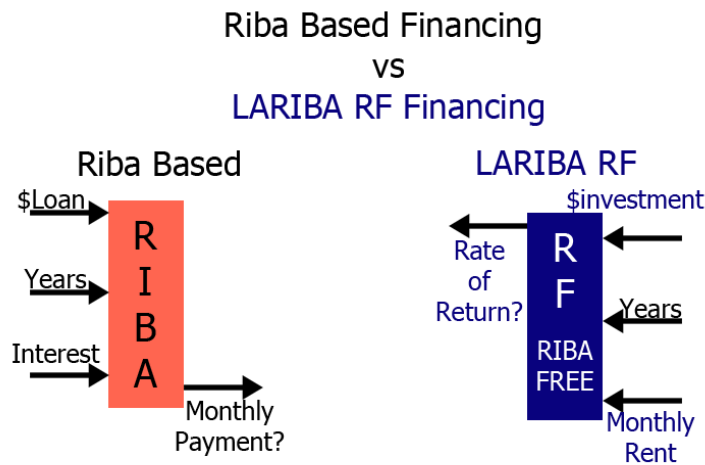 Riba Based Financing
vs
LARIBA RF Financing
Riba Based
$Loan
Years
Interest
R
I
B
A
Monthly
Payment?
LARIBA RF
$investment
Rate
of
Return?
R
F
RIBA
FREE
Years
Monthly
Rent